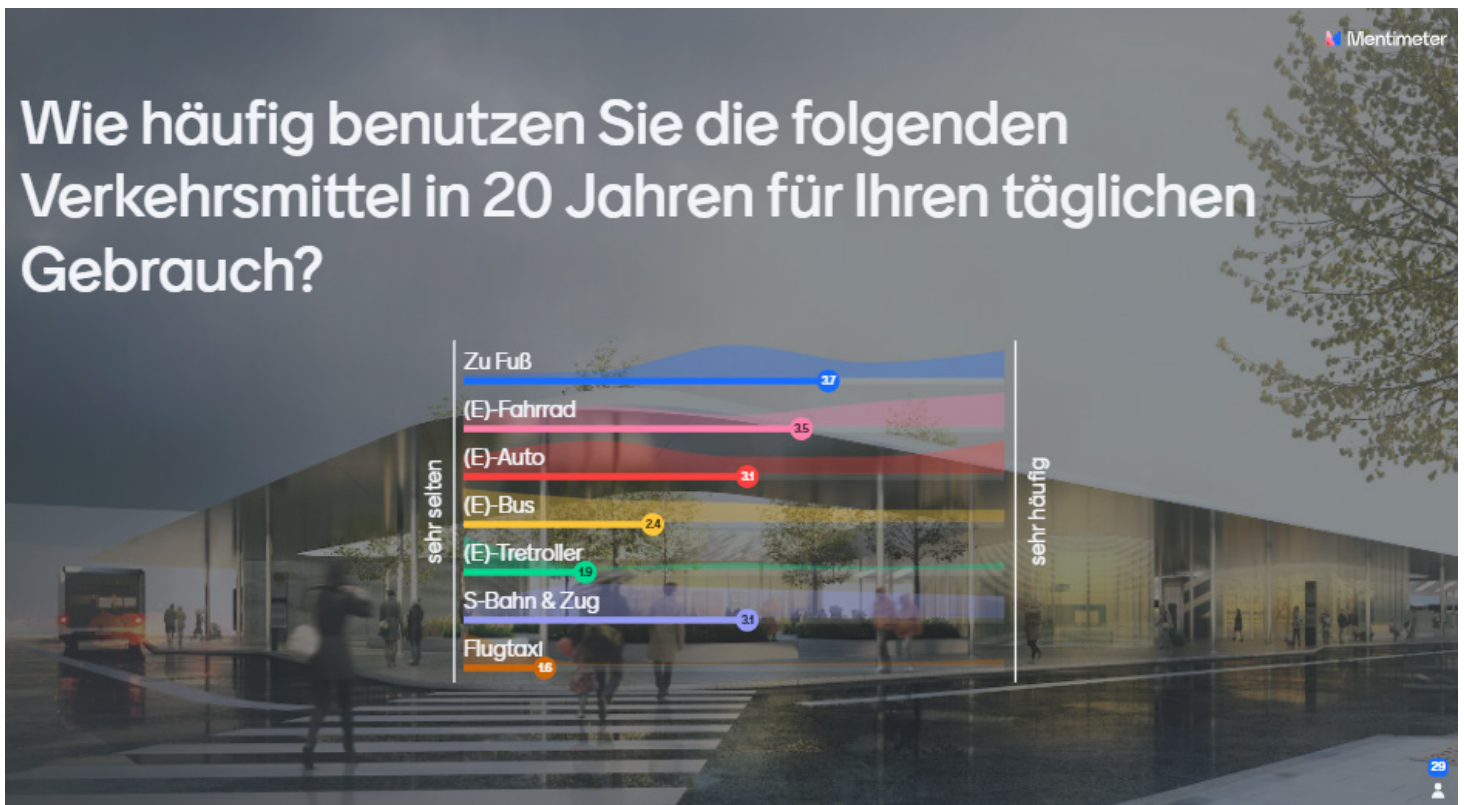 Mentimeter
Wie häufig benutzen Sie die folgenden
Verkehrsmittel in 20 Jahren für Ihren täglichen
Gebrauch?
sehr selten
Zu Fuß
3.7
(E)-Fahrrad
3.5
(E)-Auto
3.1
(E)-Bus
2.4
(E)-Tretroller
1.9
S-Bahn & Zug
3.1
Flugtaxi
1.6
sehr häufig
29